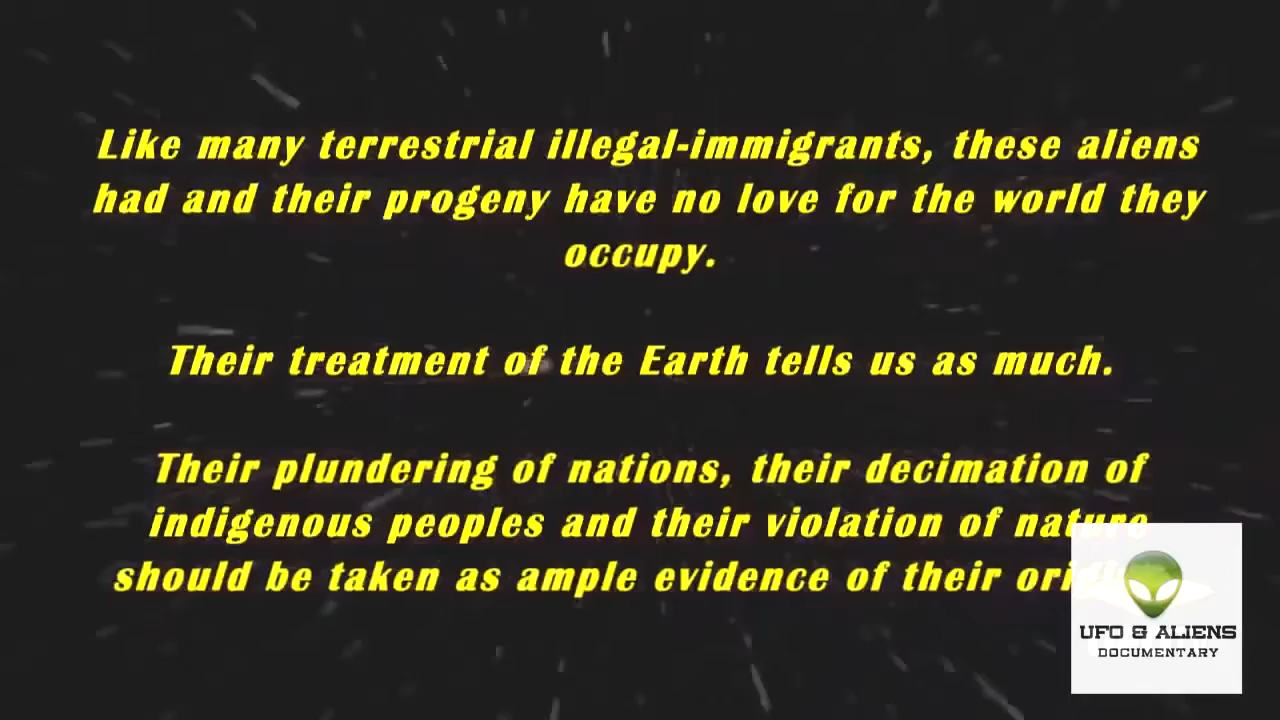 Like many terrestrial illegal-immigrants, these aliens
had and their progeny have no love for the world they
occupy.
Their treatment of the Earth tells us as much.
Their plundering of nations, their decimation of
indigenous peoples and their violation of nature
should be taken as ample evidence of their
UFO & ALIENS
DOCUMENTARY